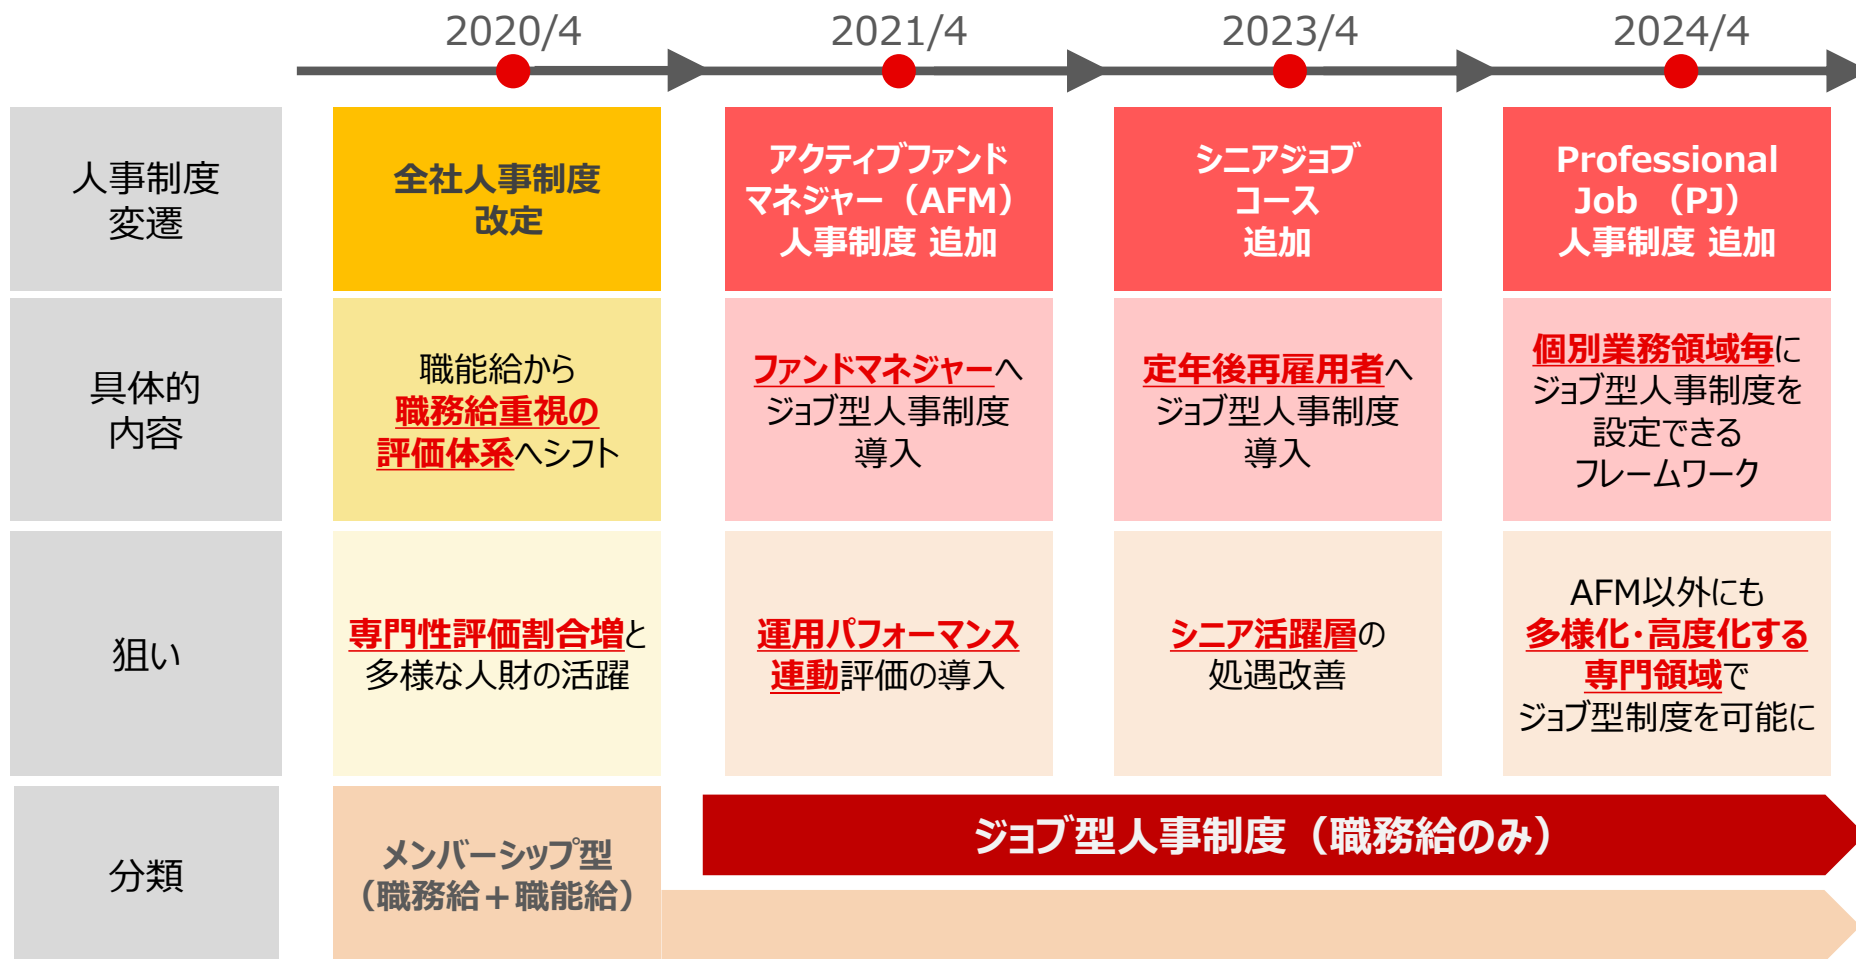 2020/4
2021/4
2023/4
2024/4
人事制度
変遷
全社人事制度
改定
アクティブファンド
マネジャー（AFM）
人事制度 追加
シニアジョブ
コース
追加
Professional
Job （PJ）
人事制度 追加
具体的
内容
職能給から
職務給重視の
評価体系へシフト
ファンドマネジャーへ
ジョブ型人事制度
導入
定年後再雇用者へ
ジョブ型人事制度
導入
個別業務領域毎に
ジョブ型人事制度を
設定できる
フレームワーク
狙い
専門性評価割合増と
多様な人財の活躍
運用パフォーマンス
連動評価の導入
シニア活躍層の
処遇改善
AFM以外にも
多様化・高度化する
専門領域で
ジョブ型制度を可能に
分類
メンバーシップ型
（職務給＋職能給）
ジョブ型人事制度（職務給のみ）